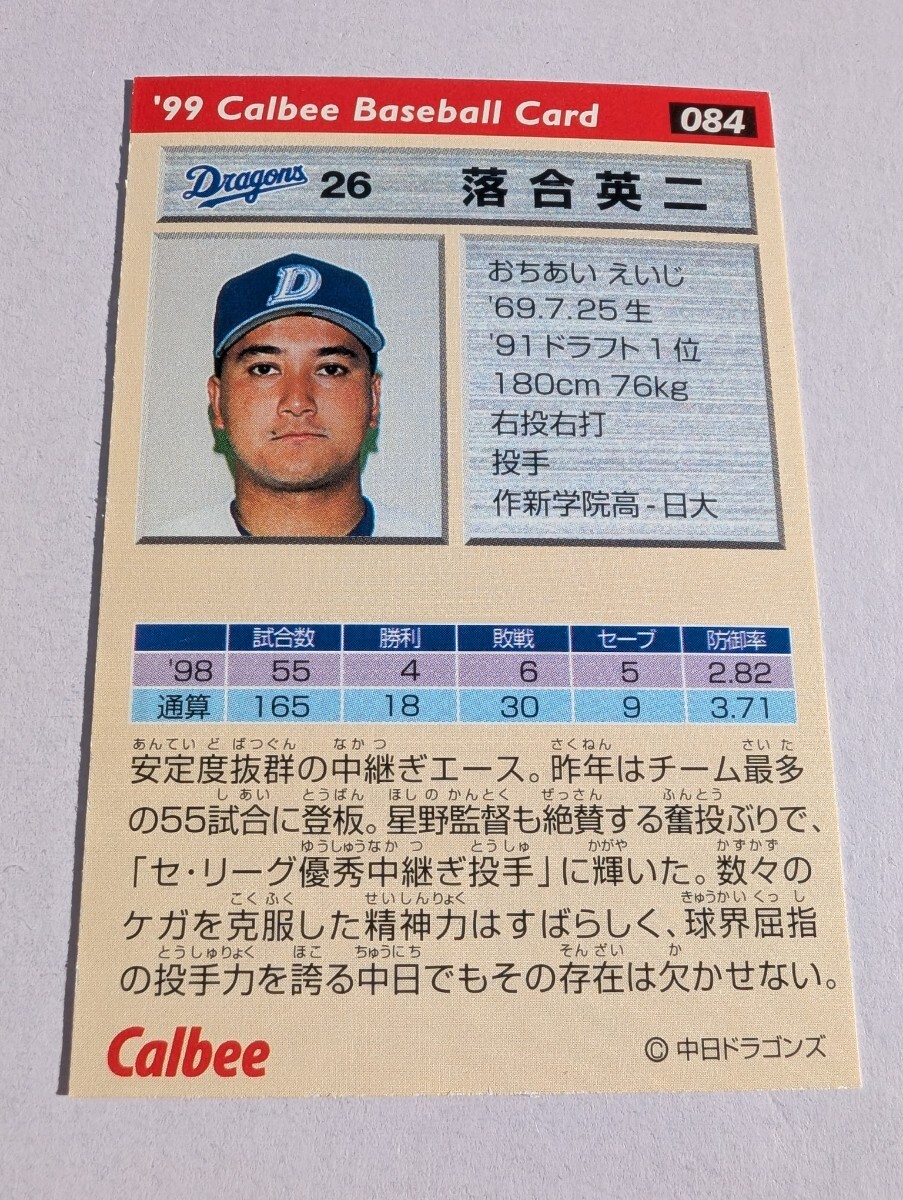 '99 Calbee Baseball Card 084
Dragons 26 落合英二
D
おちあい えいじ
'69.7.25生
'91ドラフト1位
180cm 76kg
右投右打
投手
作新学院高-日大
試合数 勝利 敗戦 セーブ 防御率
'98 55 4 6 5 2.82
通算 165 18 30 9 3.71
あんてい ど ばつぐん なかつ さくねん さいた
安定度抜群の中継ぎエース。昨年はチーム最多
しあい とうばん ほしのかんとく ぜっさん ふんとう
の55試合に登板。星野監督も絶賛する奮投ぶりで、
ゆうしゅうなかつ とうしゅ かがや かずかず
「セ・リーグ優秀中継ぎ投手」に輝いた。数々の
こくふく せいしんりょく きゅうかいくっし
ケガを克服した精神力はすばらしく、球界屈指
とうしゅりょく ほこ ちゅうにち そんざい か
の投手力を誇る中日でもその存在は欠かせない。
Calbee © 中日ドラゴンズ